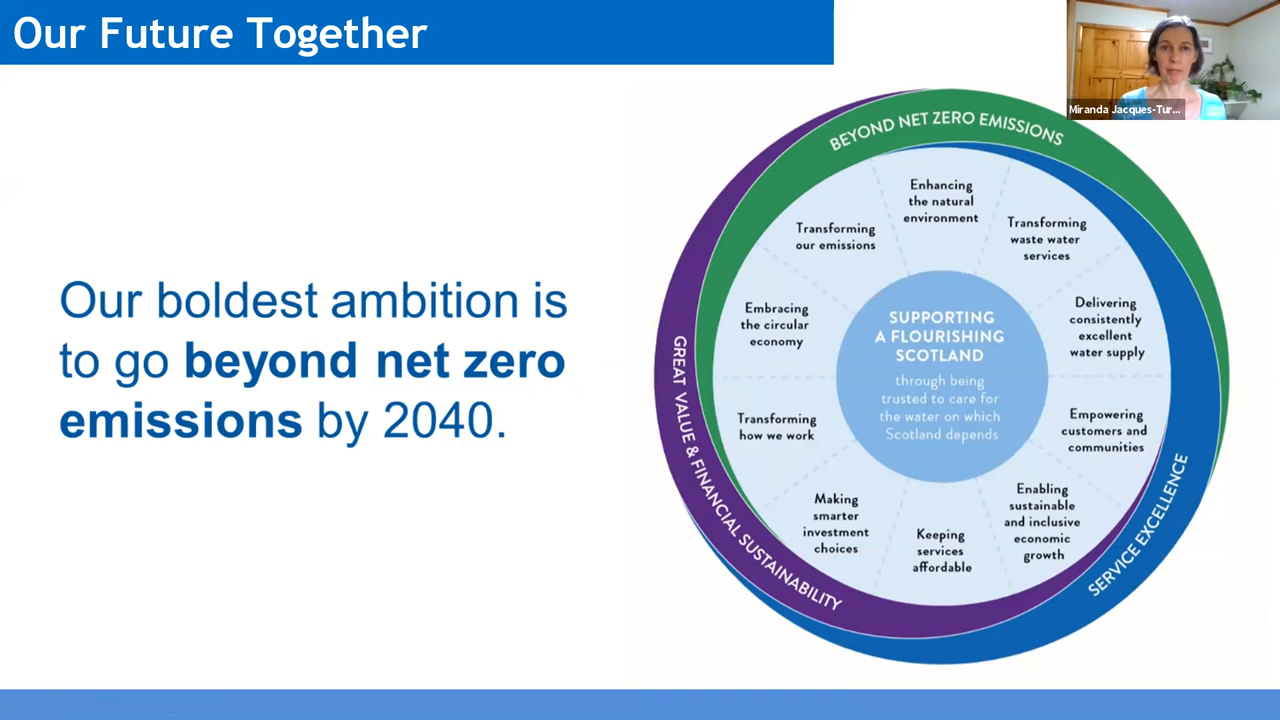 Our Future Together
Miranda Jacques-Tur...
Our boldest ambition is
to go beyond net zero
emissions by 2040.
BEYOND NET ZERO EMISSIONS
SERVICE EXCELLENCE
GREAT VALUE & FINANCIAL SUSTAINABILITY
Enhancing
the natural
environment
Transforming
waste water
services
Delivering
consistently
excellent
water supply
Empowering
customers and
communities
Enabling
sustainable
and inclusive
economic
growth
Keeping
services
affordable
Making
smarter
investment
choices
Transforming
how we work
Embracing
the circular
economy
Transforming
our emissions
SUPPORTING
A FLOURISHING
SCOTLAND
through being
trusted to care for
the water on which
Scotland depends